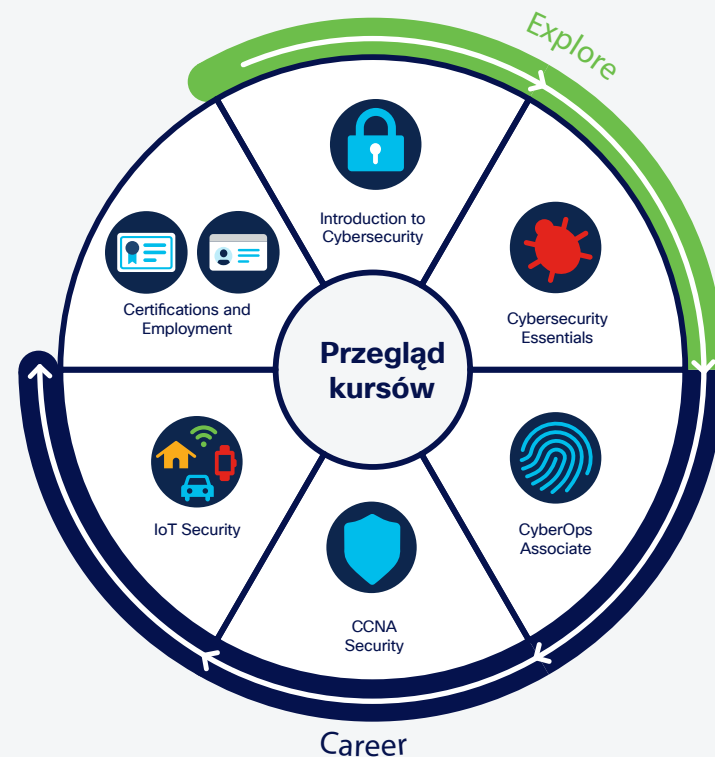 Explore
Introduction to
Cybersecurity
Certifications and
Employment
Cybersecurity
Essentials
Przegląd
kursów
IoT Security
CyberOps
Associate
CCNA
Security
Career